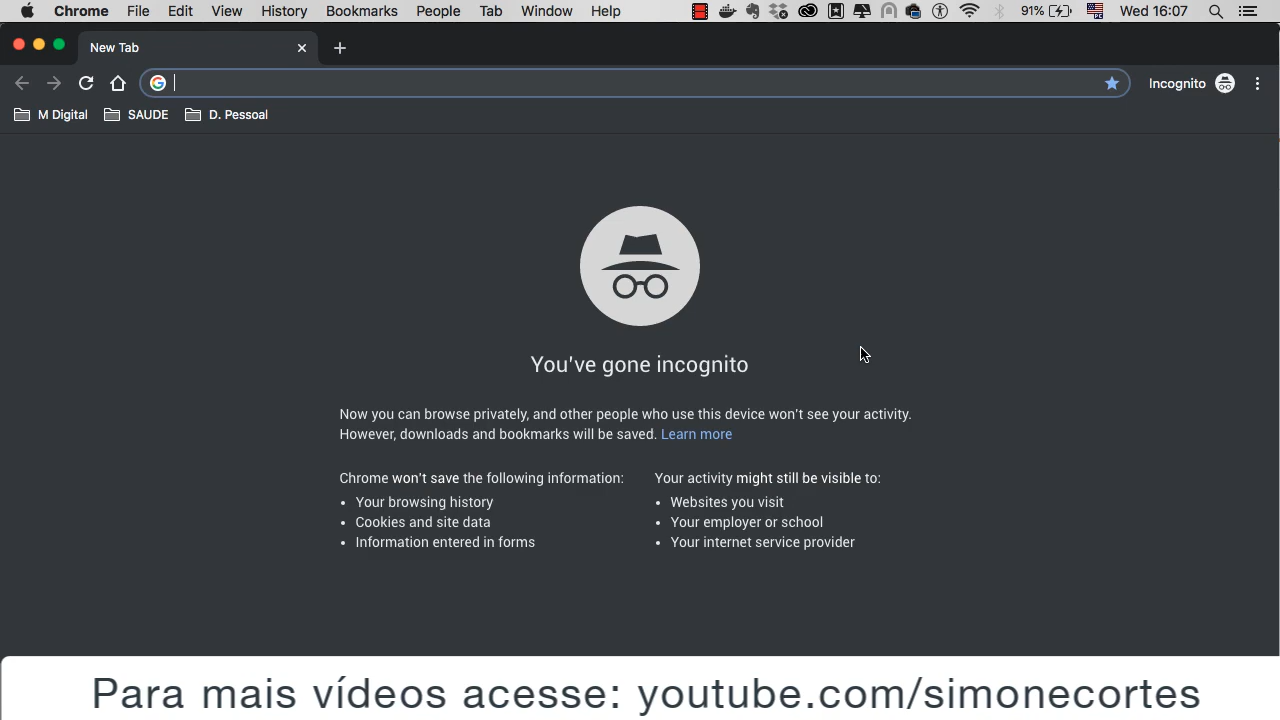 Chrome File Edit View History Bookmarks People Tab Window Help 91% Wed 16:07
New Tab
Incognito
M Digital SAUDE D. Pessoal
You've gone incognito
Now you can browse privately, and other people who use this device won't see your activity.
However, downloads and bookmarks will be saved. Learn more
Chrome won't save the following information:
• Your browsing history
• Cookies and site data
• Information entered in forms
Your activity might still be visible to:
• Websites you visit
• Your employer or school
• Your internet service provider
Para mais vídeos acesse: youtube.com/simonecortes